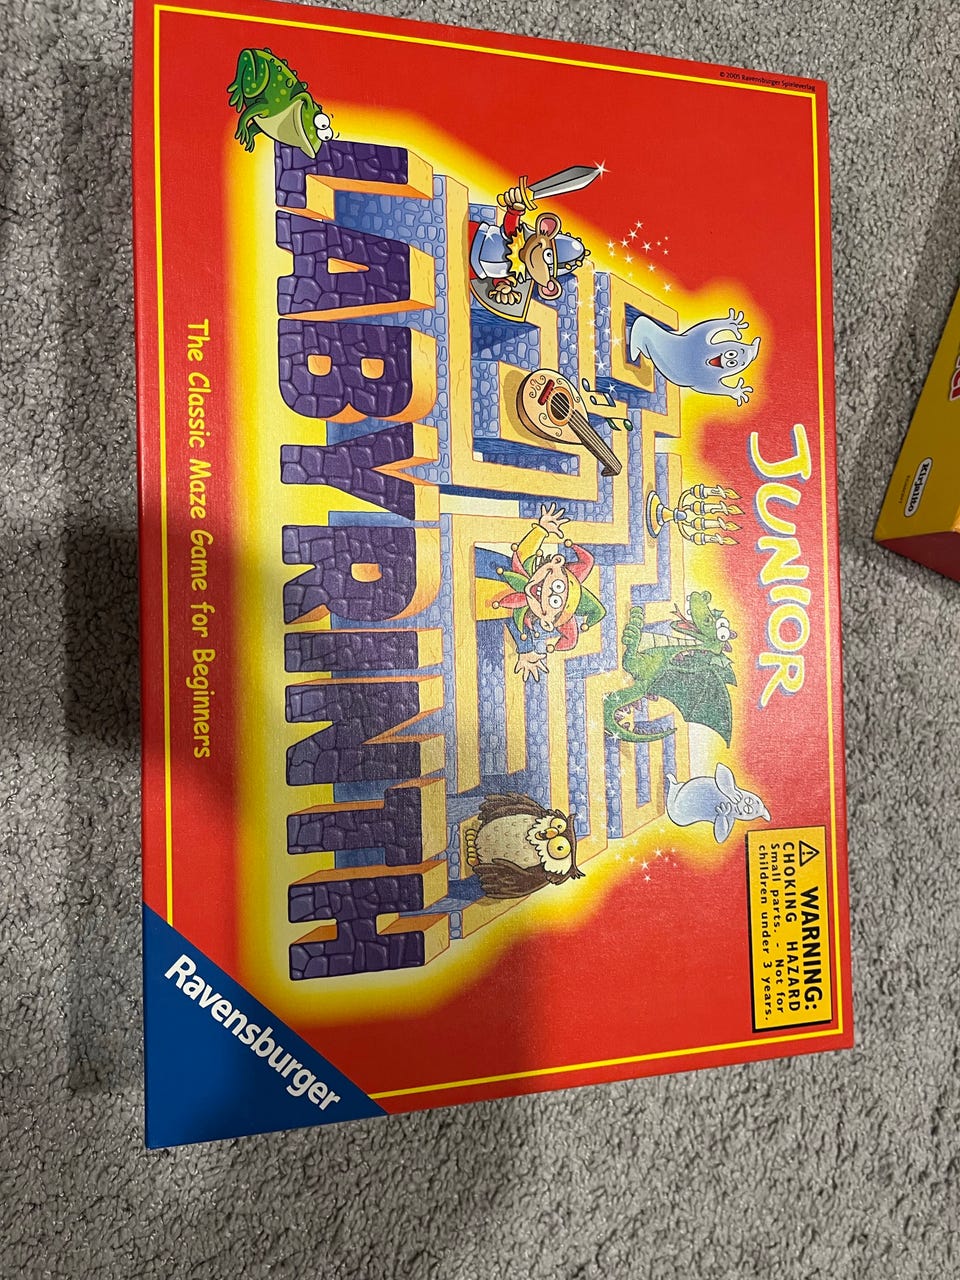 © 2005 Ravensburger Spieleverlag
JUNIOR
LABYRINTH
The Classic Maze Game for Beginners
⚠ WARNING:
CHOKING HAZARD
Small parts. - Not for
children under 3 years.
Ravensburger